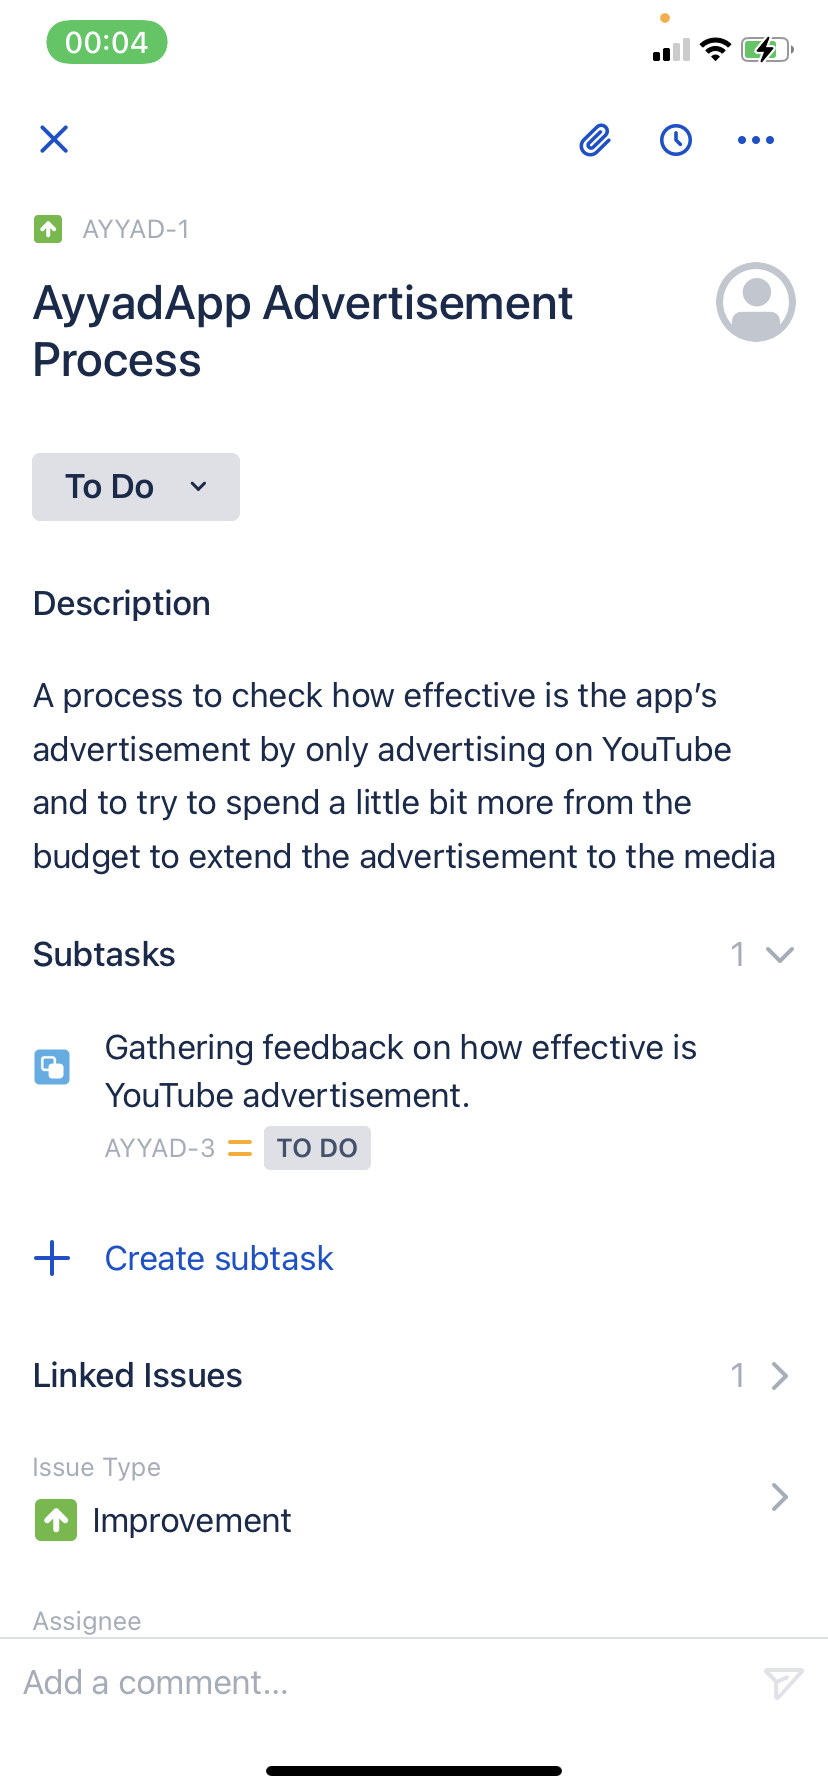 00:04
AYYAD-1
AyyadApp Advertisement
Process
To Do
Description
A process to check how effective is the app’s
advertisement by only advertising on YouTube
and to try to spend a little bit more from the
budget to extend the advertisement to the media
Subtasks 1
Gathering feedback on how effective is
YouTube advertisement.
AYYAD-3 TO DO
Create subtask
Linked Issues 1
Issue Type
Improvement
Assignee
Add a comment...